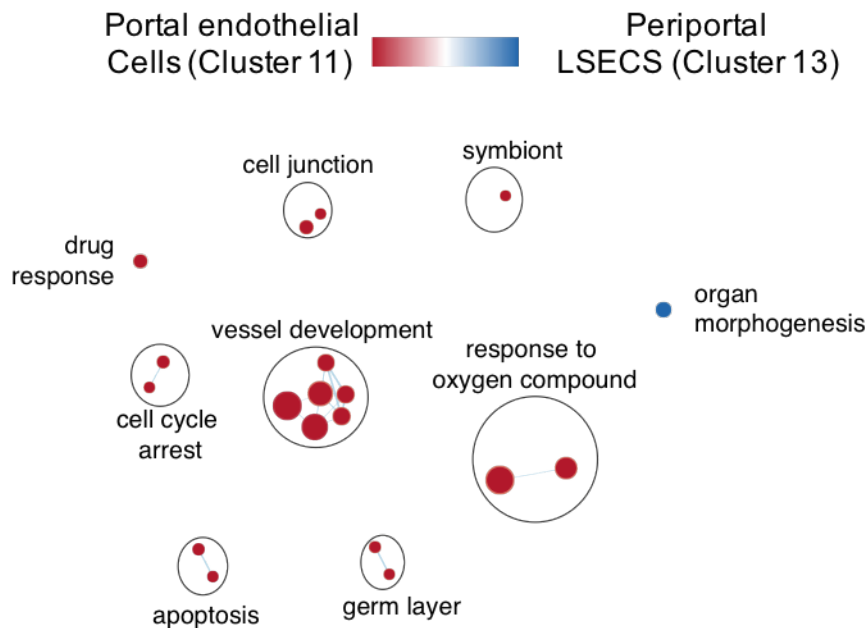 Portal endothelial
Cells (Cluster 11)
Periportal
LSECS (Cluster 13)
cell junction
symbiont
drug
response
organ
morphogenesis
vessel development
response to
oxygen compound
cell cycle
arrest
apoptosis
germ layer